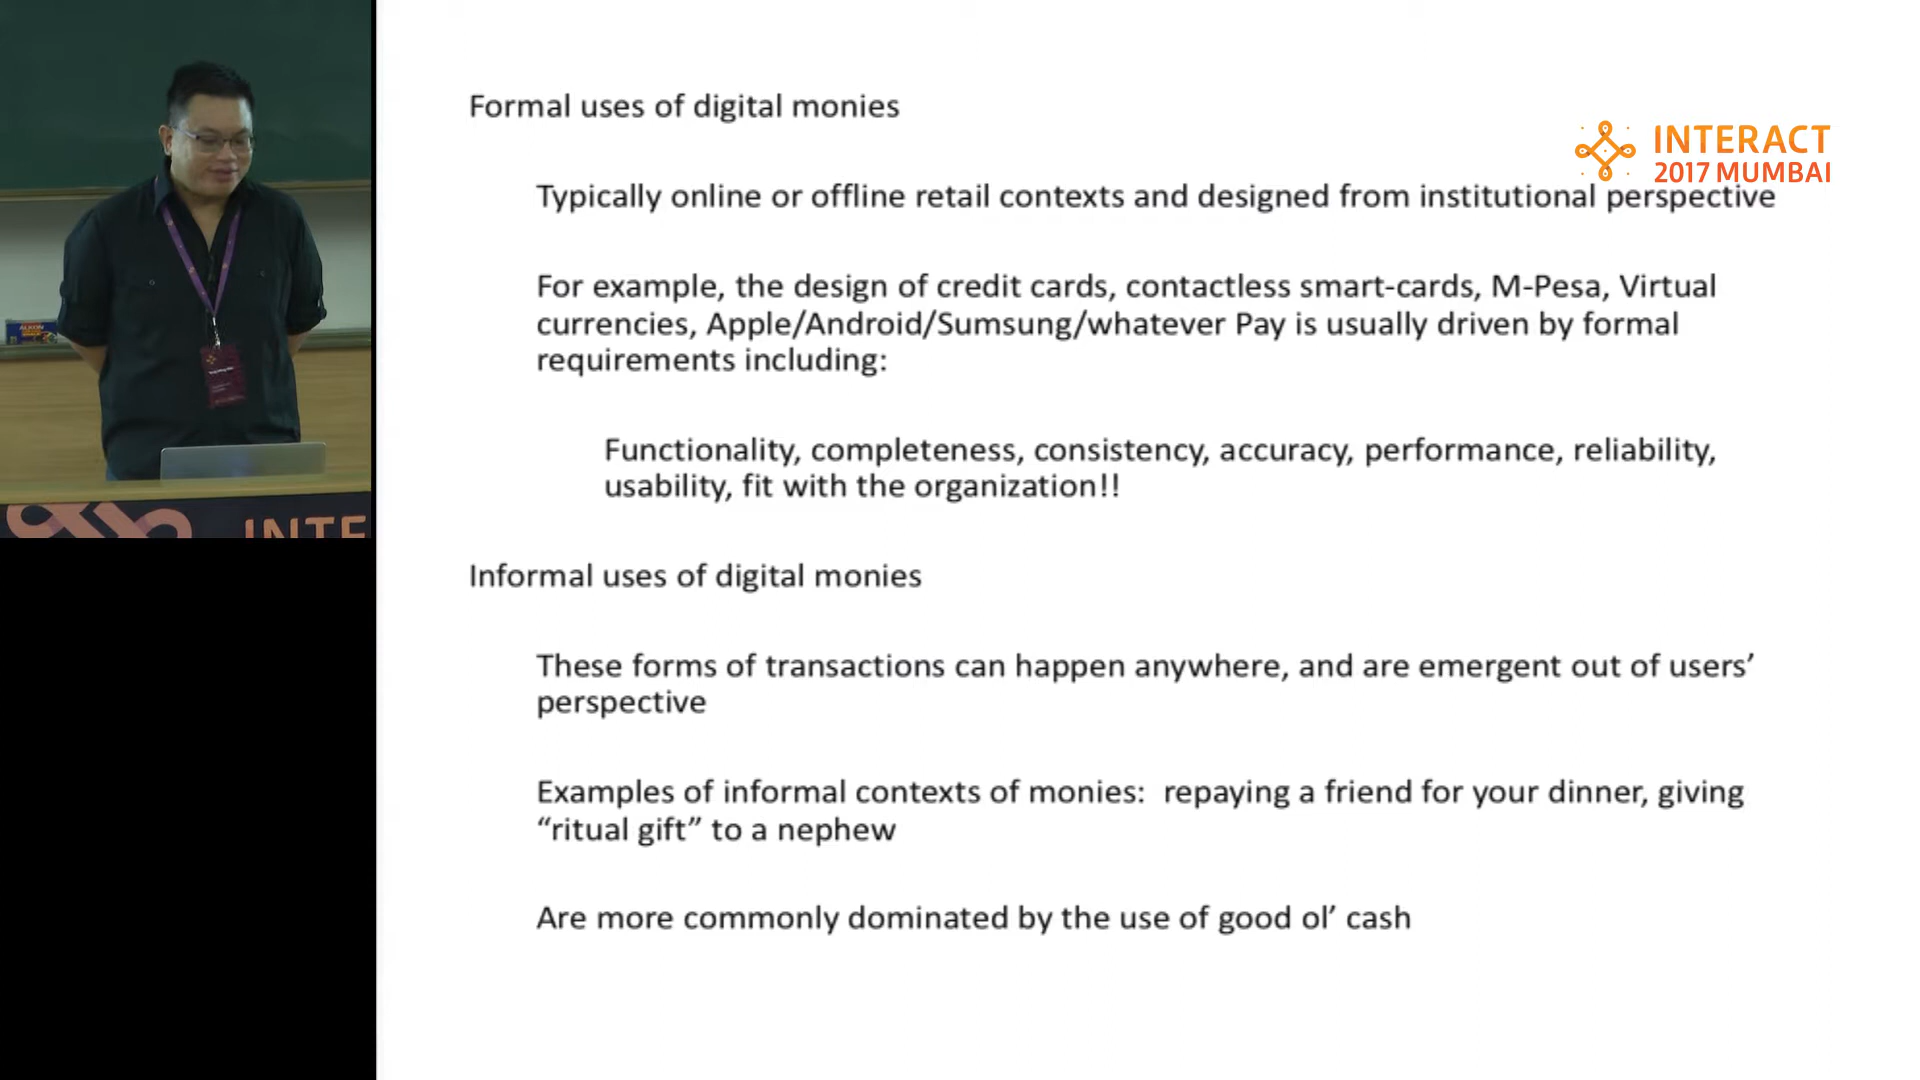 Formal uses of digital monies
INTERACT
2017 MUMBAI
Typically online or offline retail contexts and designed from institutional perspective
For example, the design of credit cards, contactless smart-cards, M-Pesa, Virtual
currencies, Apple/Android/Sumsung/whatever Pay is usually driven by formal
requirements including:
Functionality, completeness, consistency, accuracy, performance, reliability,
usability, fit with the organization!!
Informal uses of digital monies
These forms of transactions can happen anywhere, and are emergent out of users’
perspective
Examples of informal contexts of monies:  repaying a friend for your dinner, giving
“ritual gift” to a nephew
Are more commonly dominated by the use of good ol’ cash
INTE